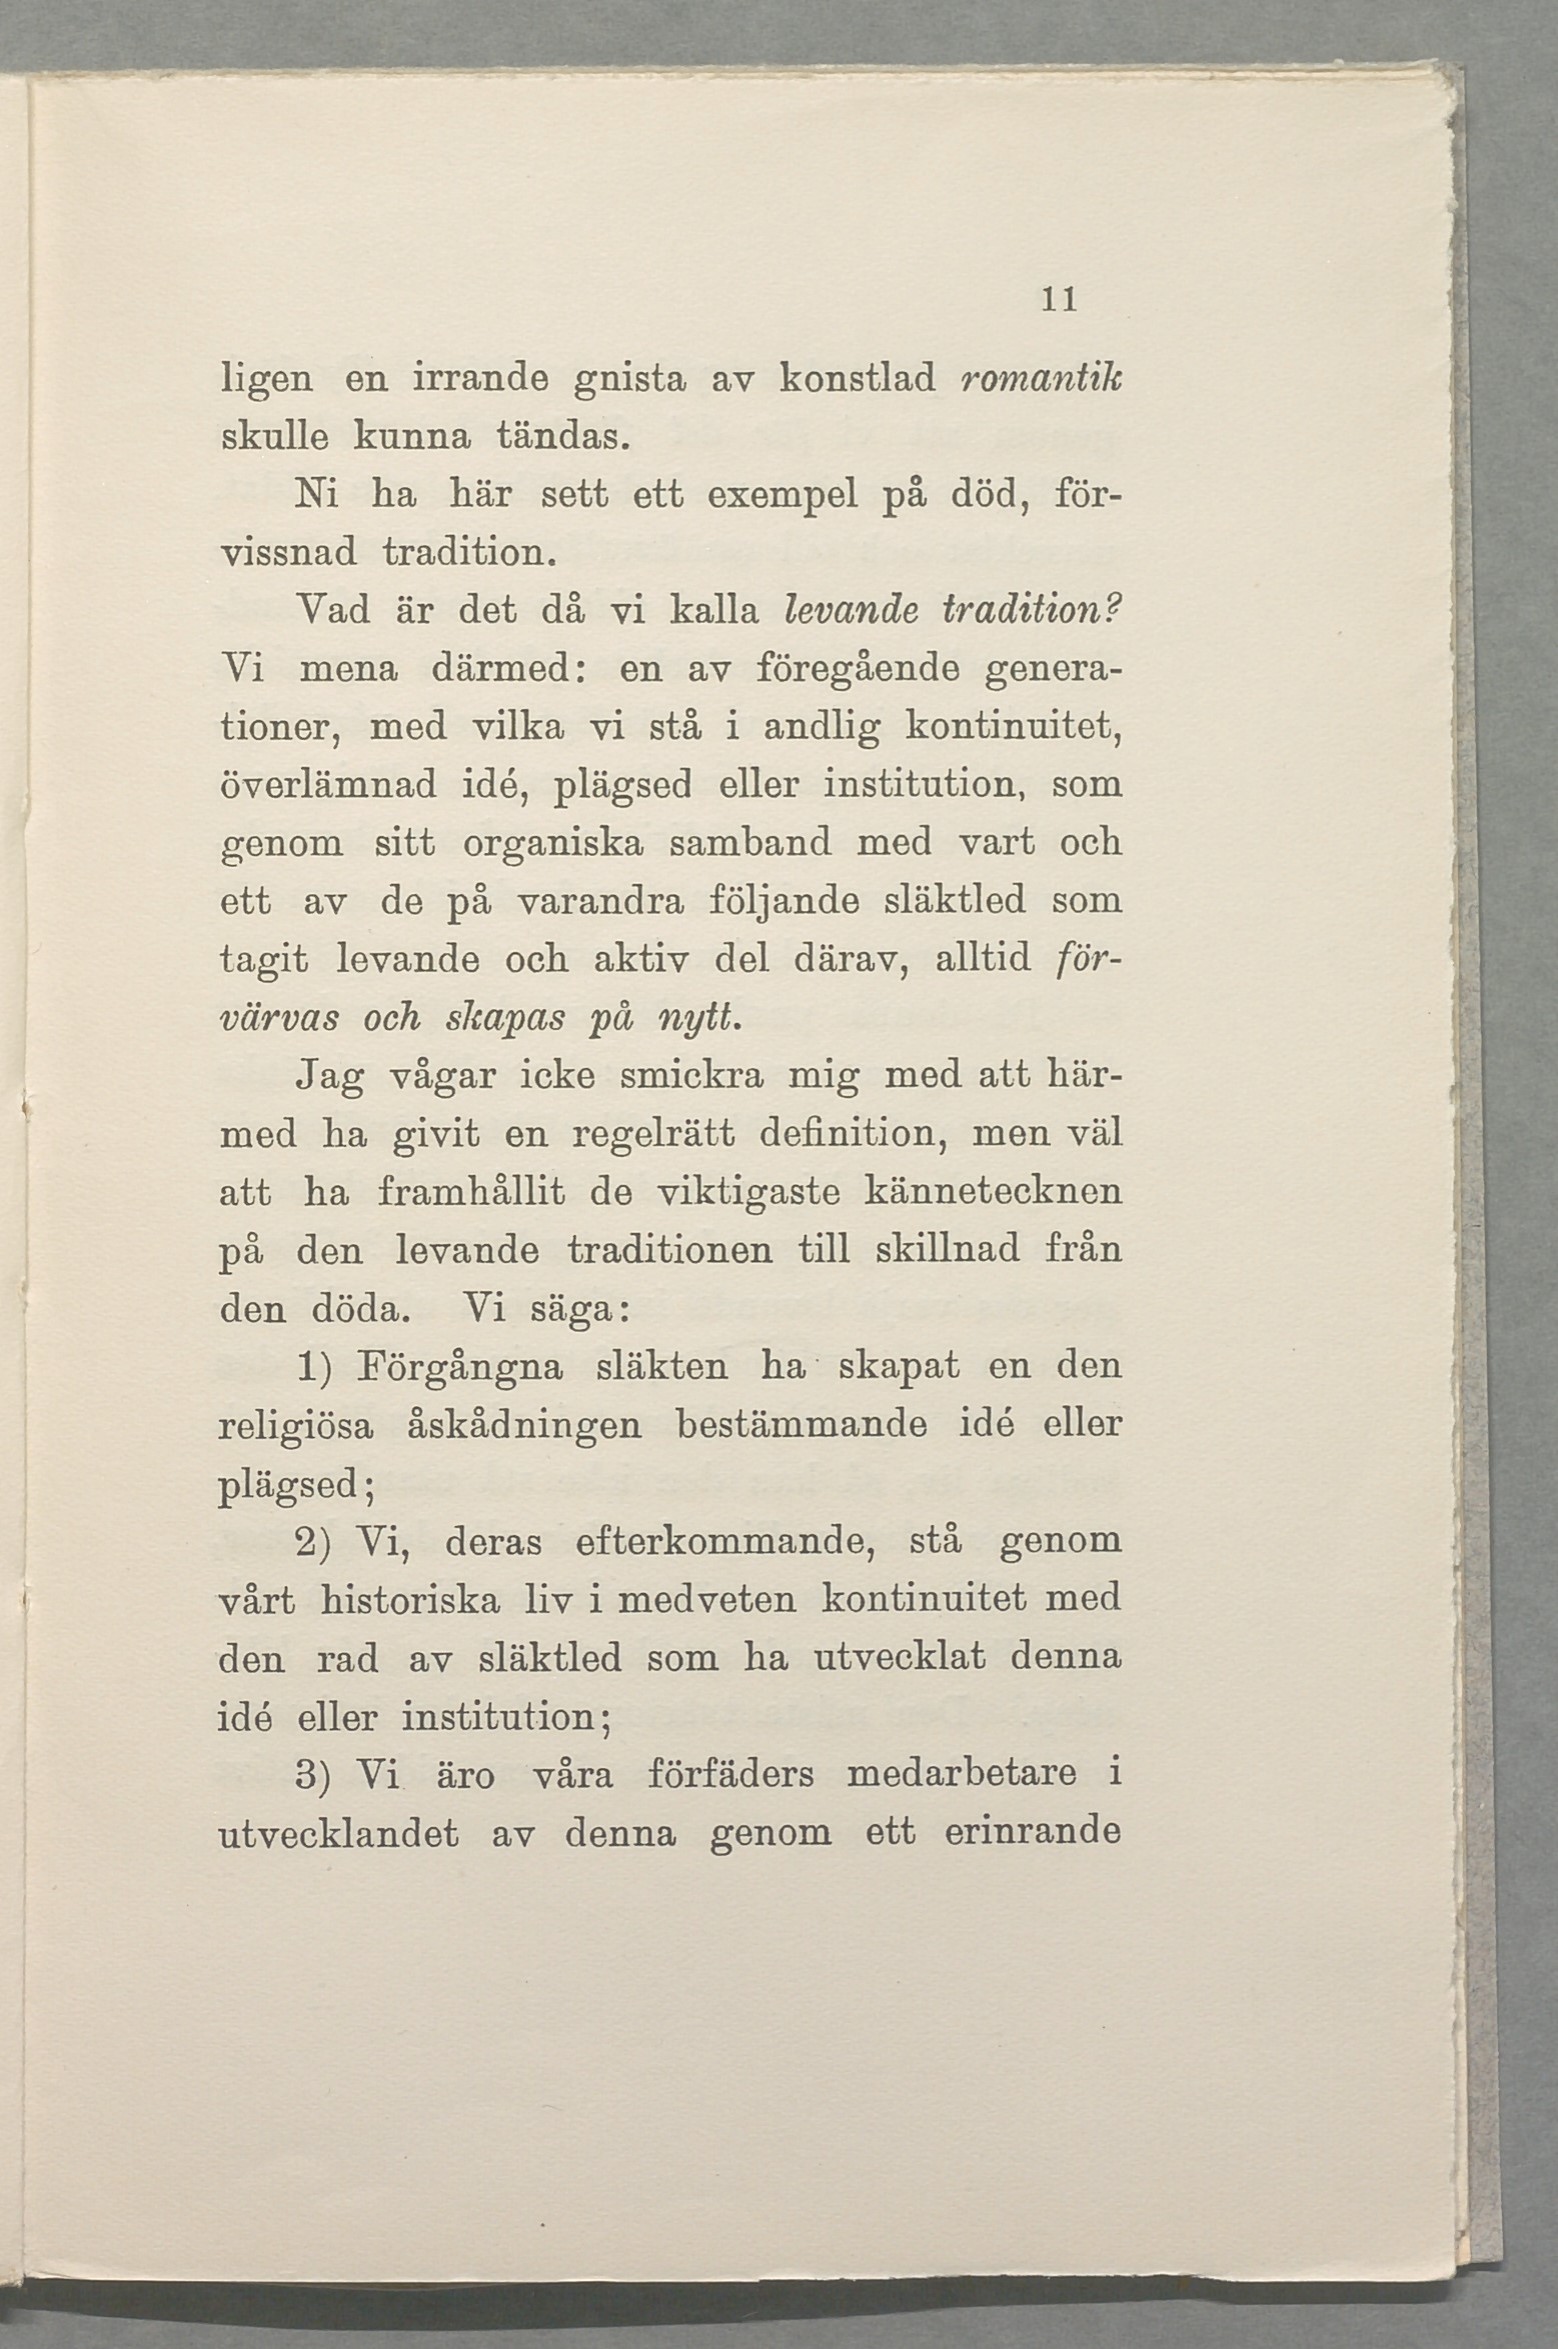 11
ligen en irrande gnista av konstlad romantik
skulle kunna tändas.
Ni ha här sett ett exempel på död, för-
vissnad tradition.
Vad är det då vi kalla levande tradition?
Vi mena därmed: en av föregående genera-
tioner, med vilka vi stå i andlig kontinuitet,
överlämnad idé, plägsed eller institution, som
genom sitt organiska samband med vart och
ett av de på varandra följande släktled som
tagit levande och aktiv del därav, alltid för-
värvas och skapas på nytt.
Jag vågar icke smickra mig med att här-
med ha givit en regelrätt definition, men väl
att ha framhållit de viktigaste kännetecknen
på den levande traditionen till skillnad från
den döda. Vi säga:
1) Förgångna släkten ha skapat en den
religiösa åskådningen bestämmande idé eller
plägsed;
2) Vi, deras efterkommande, stå genom
vårt historiska liv i medveten kontinuitet med
den rad av släktled som ha utvecklat denna
idé eller institution;
3) Vi äro våra förfäders medarbetare i
utvecklandet av denna genom ett erinrande